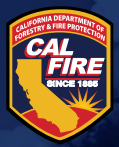 CALIFORNIA DEPARTMENT OF
FORESTRY & FIRE PROTECTION
CAL
FIRE
SINCE 1885